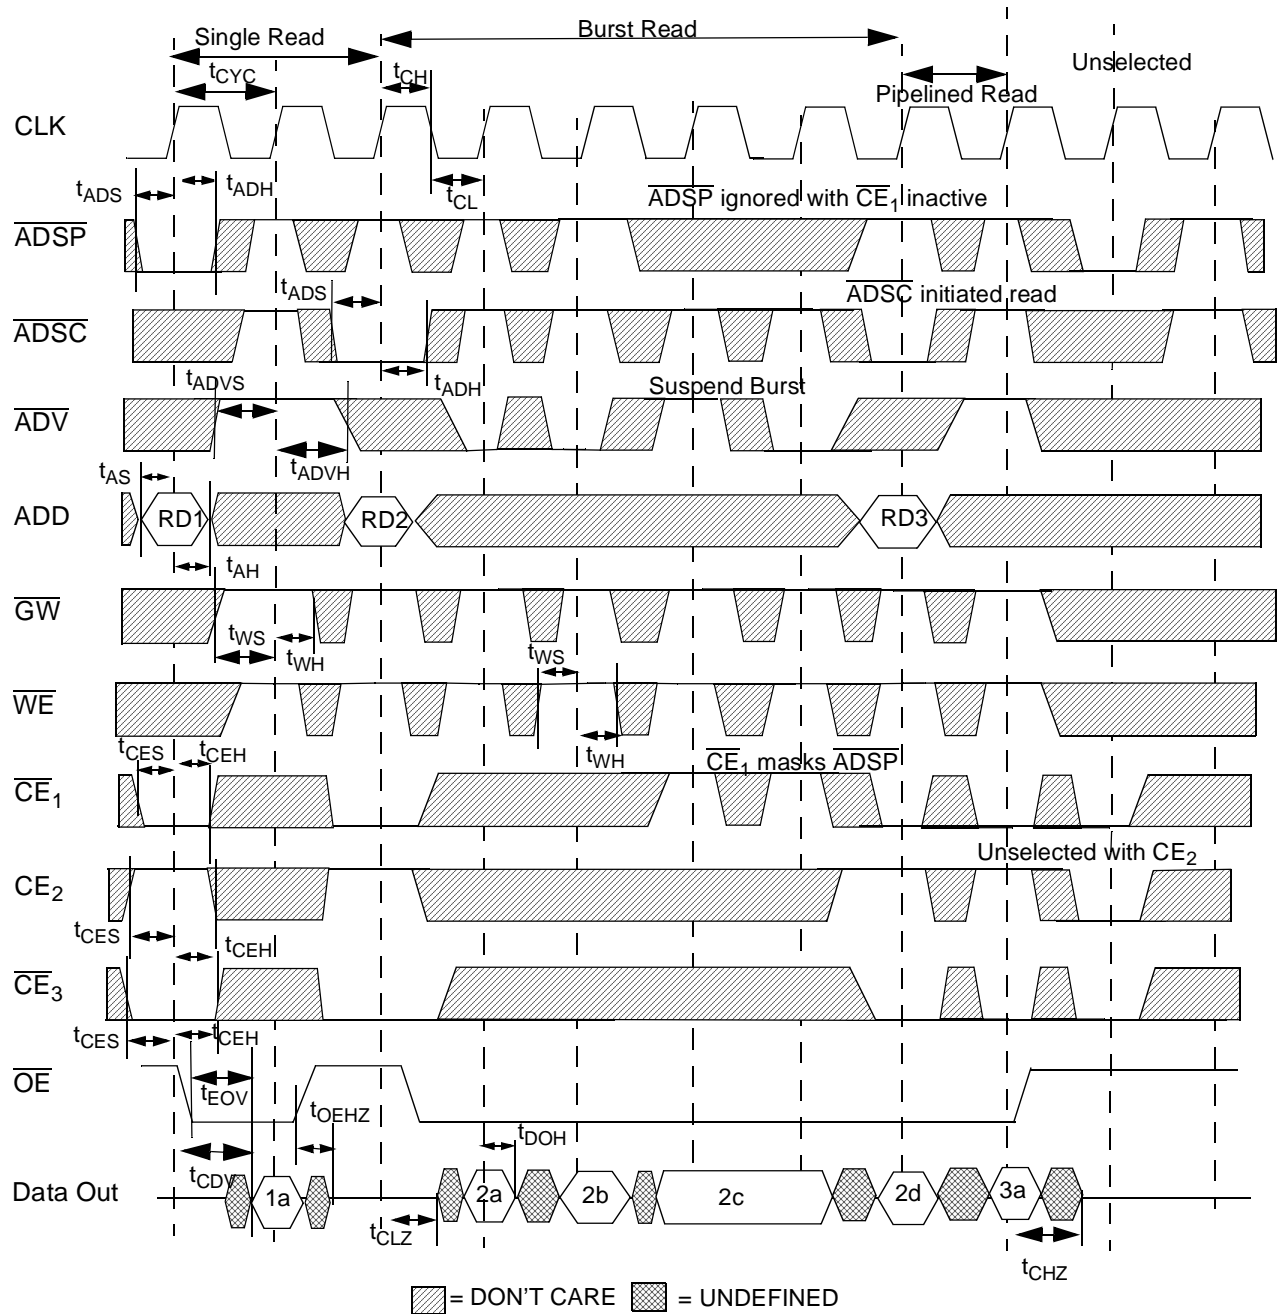 Single Read
Burst Read
Unselected
tCYC
tCH
Pipelined Read
CLK
tADS
tADH
tCL
ADSP ignored with CE1 inactive
ADSP
tADS
ADSC initiated read
ADSC
tADVS
tADH
Suspend Burst
ADV
tADVH
tAS
ADD
RD1
RD2
RD3
tAH
GW
tWS
tWH
tWS
WE
tCES
tCEH
tWH
CE1 masks ADSP
CE1
Unselected with CE2
CE2
tCES
tCEH
CE3
tCES
tCEH
OE
tEOV
tOEHZ
tDOH
tCDV
Data Out
1a
2a
2b
2c
2d
3a
tCLZ
tCHZ
= DON'T CARE
= UNDEFINED